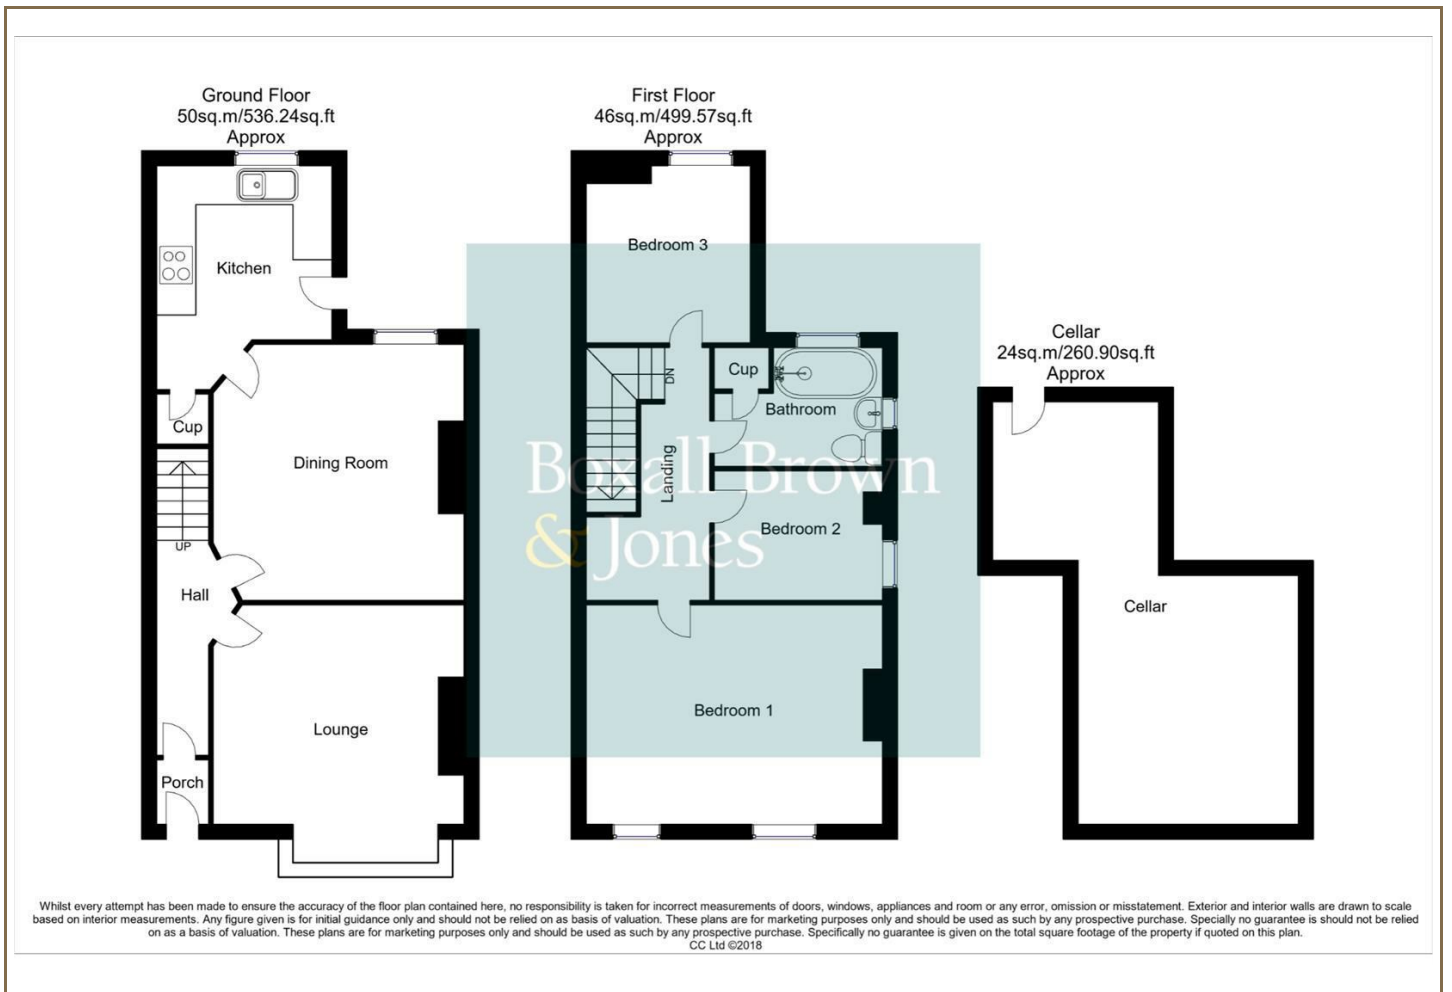 Ground Floor
50sq.m/536.24sq.ft
Approx
Kitchen
Cup
Dining Room
UP
Hall
Lounge
Porch
First Floor
46sq.m/499.57sq.ft
Approx
Bedroom 3
DN
Cup
Bathroom
Landing
Bedroom 2
Bedroom 1
Boxall Brown
& Jones
Cellar
24sq.m/260.90sq.ft
Approx
Cellar
Whilst every attempt has been made to ensure the accuracy of the floor plan contained here, no responsibility is taken for incorrect measurements of doors, windows, appliances and room or any error, omission or misstatement. Exterior and interior walls are drawn to scale
based on interior measurements. Any figure given is for initial guidance only and should not be relied on as basis of valuation. These plans are for marketing purposes only and should be used as such by any prospective purchase. Specially no guarantee is should not be relied
on as a basis of valuation. These plans are for marketing purposes only and should be used as such by any prospective purchase. Specifically no guarantee is given on the total square footage of the property if quoted on this plan.
CC Ltd ©2018